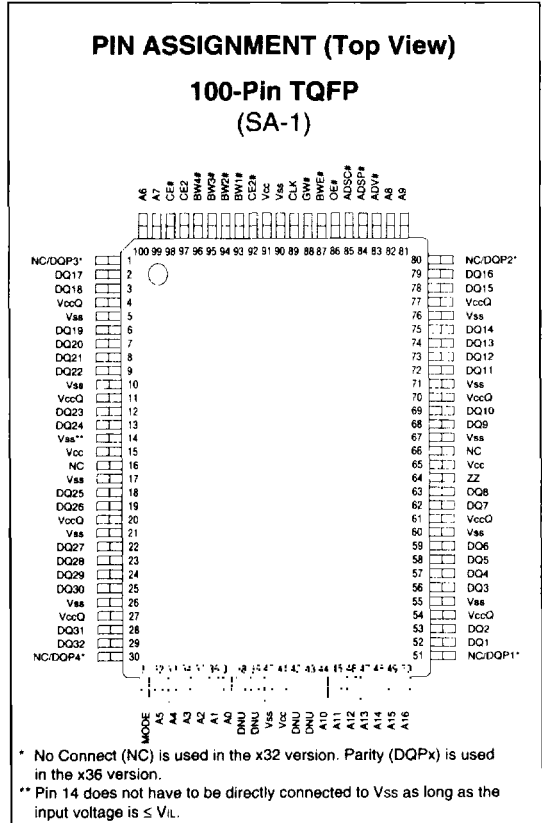 PIN ASSIGNMENT (Top View)
100-Pin TQFP
(SA-1)
A6 A7 CE# CE2 BW4# BW3# BW2# BW1# CE2# Vcc Vss CLK GW# BWE# OE# ADSC# ADSP# ADV# A8 A9
100 99 98 97 96 95 94 93 92 91 90 89 88 87 86 85 84 83 82 81
NC/DQP3* 1 80 NC/DQP2*
DQ17 2 79 DQ16
DQ18 3 78 DQ15
VccQ 4 77 VccQ
Vss 5 76 Vss
DQ19 6 75 DQ14
DQ20 7 74 DQ13
DQ21 8 73 DQ12
DQ22 9 72 DQ11
Vss 10 71 Vss
VccQ 11 70 VccQ
DQ23 12 69 DQ10
DQ24 13 68 DQ9
Vss** 14 67 Vss
Vcc 15 66 NC
NC 16 65 Vcc
Vss 17 64 ZZ
DQ25 18 63 DQ8
DQ26 19 62 DQ7
VccQ 20 61 VccQ
Vss 21 60 Vss
DQ27 22 59 DQ6
DQ28 23 58 DQ5
DQ29 24 57 DQ4
DQ30 25 56 DQ3
Vss 26 55 Vss
VccQ 27 54 VccQ
DQ31 28 53 DQ2
DQ32 29 52 DQ1
NC/DQP4* 30 51 NC/DQP1*
MODE A5 A4 A3 A2 A1 A0 DNU DNU Vss Vcc DNU DNU A10 A11 A12 A13 A14 A15 A16
* No Connect (NC) is used in the x32 version. Parity (DQPx) is used
in the x36 version.
** Pin 14 does not have to be directly connected to Vss as long as the
input voltage is ≤ VIL.